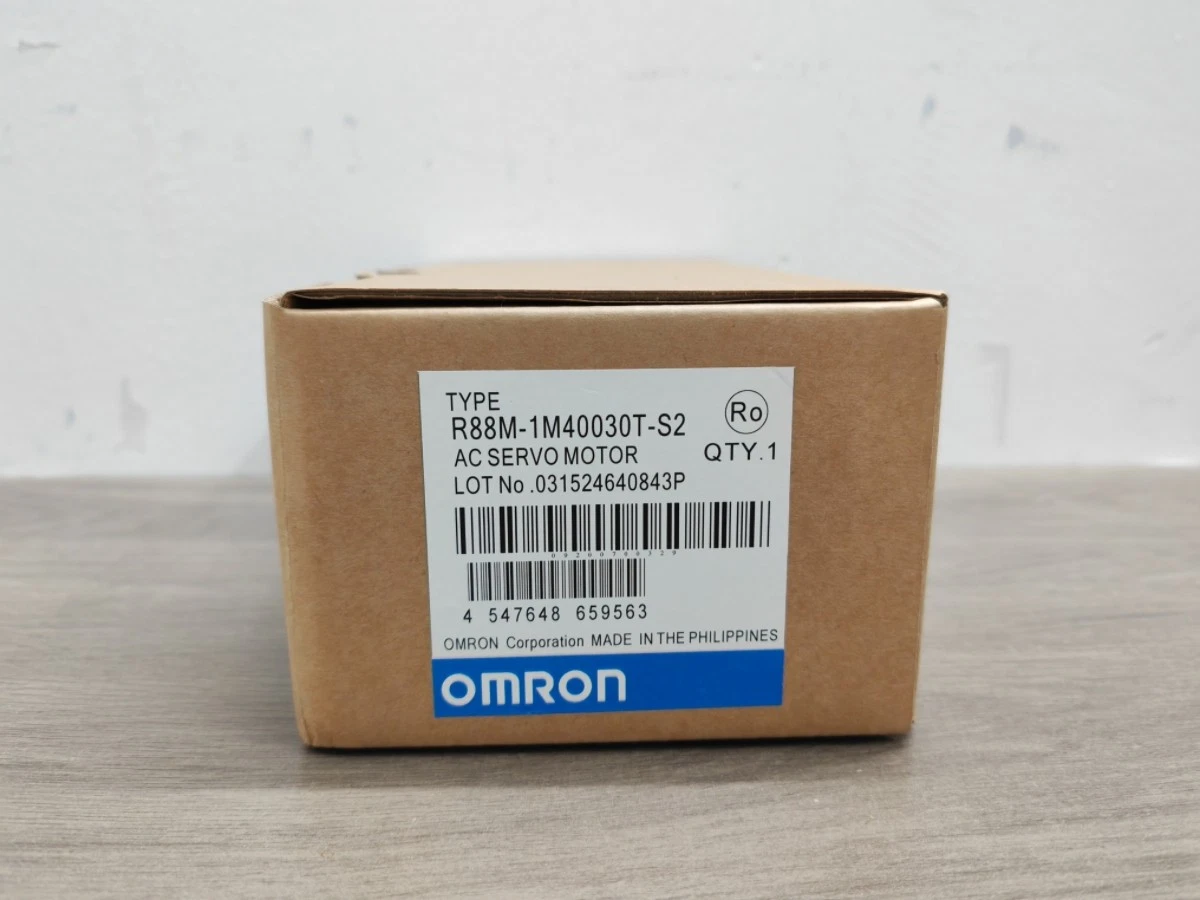 TYPE
R88M-1M40030T-S2
Ro
AC SERVO MOTOR
QTY.1
LOT No .031524640843P
09200780329
4 547648 659563
OMRON Corporation MADE IN THE PHILIPPINES
OMRON